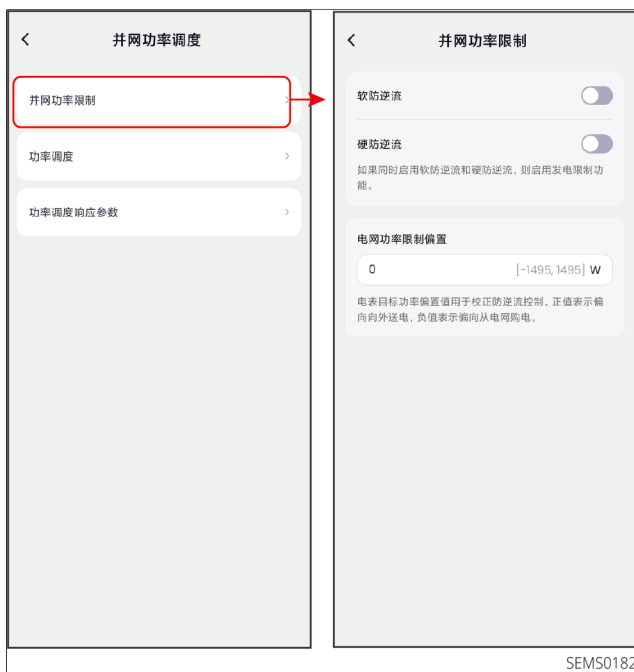 并网功率调度
并网功率限制
功率调度
功率调度响应参数
并网功率限制
软防逆流
硬防逆流
如果同时启用软防逆流和硬防逆流，则启用发电限制功
能。
电网功率限制偏置
0 [-1495, 1495] W
电表目标功率偏置值用于校正防逆流控制，正值表示偏
向向外送电，负值表示偏向从电网购电。
SEMS0182